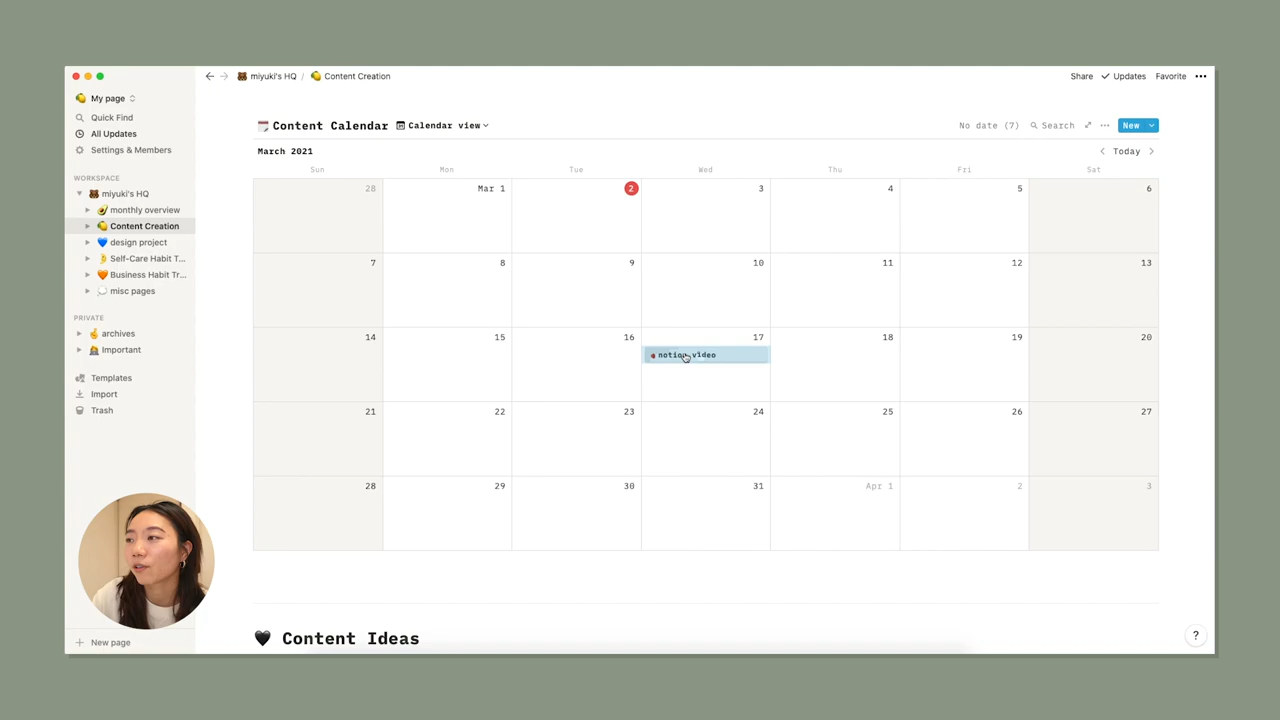 miyuki's HQ / Content Creation
Share Updates Favorite
My page
Quick Find
All Updates
Settings & Members
WORKSPACE
miyuki's HQ
monthly overview
Content Creation
design project
Self-Care Habit T...
Business Habit Tr...
misc pages
PRIVATE
archives
Important
Templates
Import
Trash
New page
Content Calendar Calendar view
No date (7) Search New
March 2021
Today
Sun Mon Tue Wed Thu Fri Sat
28 Mar 1 2 3 4 5 6
7 8 9 10 11 12 13
14 15 16 17 18 19 20
notion video
21 22 23 24 25 26 27
28 29 30 31 Apr 1 2 3
Content Ideas
?